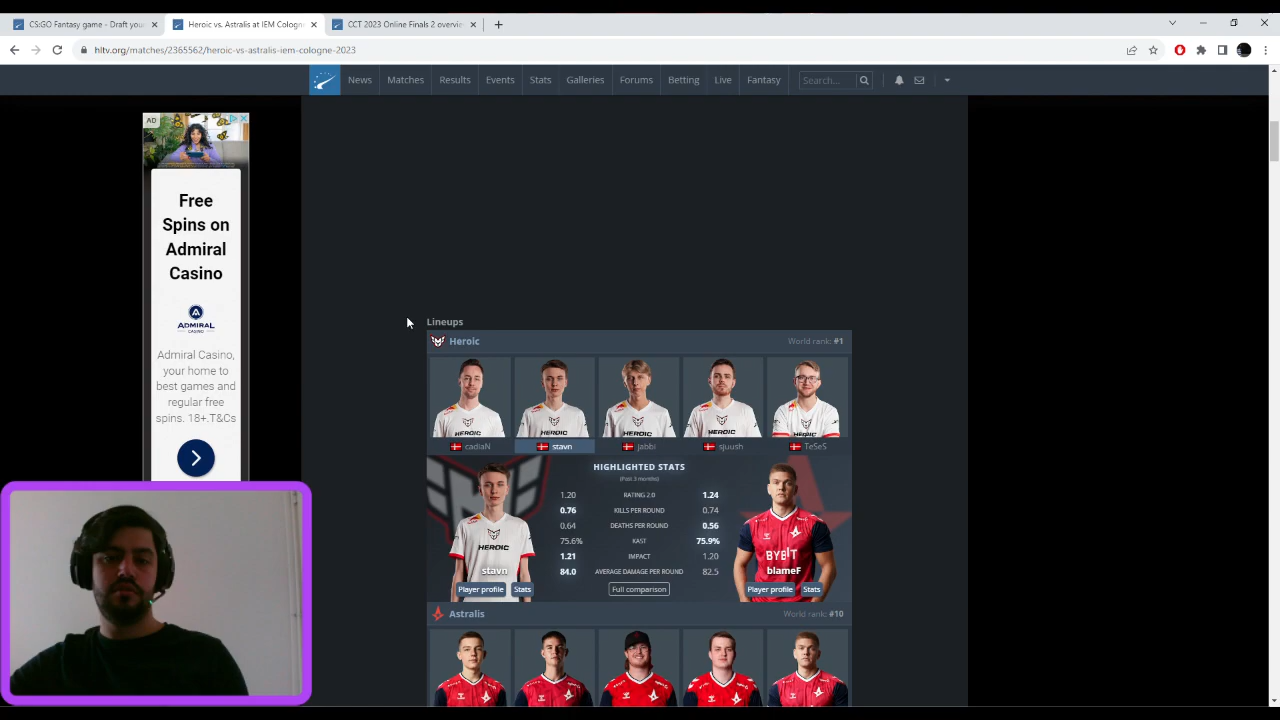 CS:GO Fantasy game - Draft you
Heroic vs. Astralis at IEM Cologne
CCT 2023 Online Finals 2 overvie
hltv.org/matches/2365562/heroic-vs-astralis-iem-cologne-2023
News Matches Results Events Stats Galleries Forums Betting Live Fantasy Search...
AD
Free
Spins on
Admiral
Casino
ADMIRAL
CASINO
Admiral Casino,
your home to
best games and
regular free
spins. 18+.T&Cs
Lineups
Heroic World rank: #1
HEROIC HEROIC HEROIC HEROIC HEROIC
cadiaN stavn jabbi sjuush TeSeS
HIGHLIGHTED STATS
(Past 3 months)
1.20 RATING 2.0 1.24
0.76 KILLS PER ROUND 0.74
0.64 DEATHS PER ROUND 0.56
75.6% KAST 75.9%
1.21 IMPACT 1.20
84.0 AVERAGE DAMAGE PER ROUND 82.5
HEROIC
BYBIT
stavn
blameF
Player profile Stats Full comparison Player profile Stats
Astralis World rank: #10